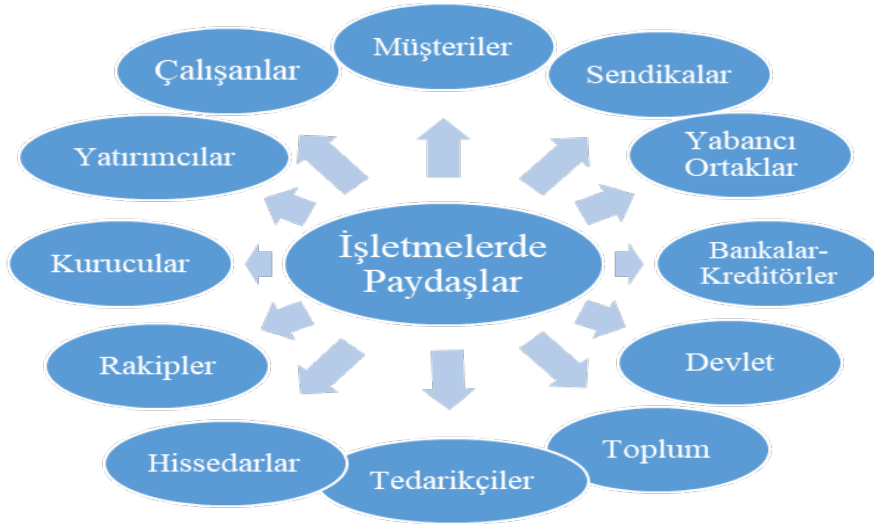 Müşteriler
Çalışanlar
Sendikalar
Yatırımcılar
Yabancı
Ortaklar
Kurucular
İşletmelerde
Paydaşlar
Bankalar-
Kreditörler
Rakipler
Devlet
Hissedarlar
Tedarikçiler
Toplum